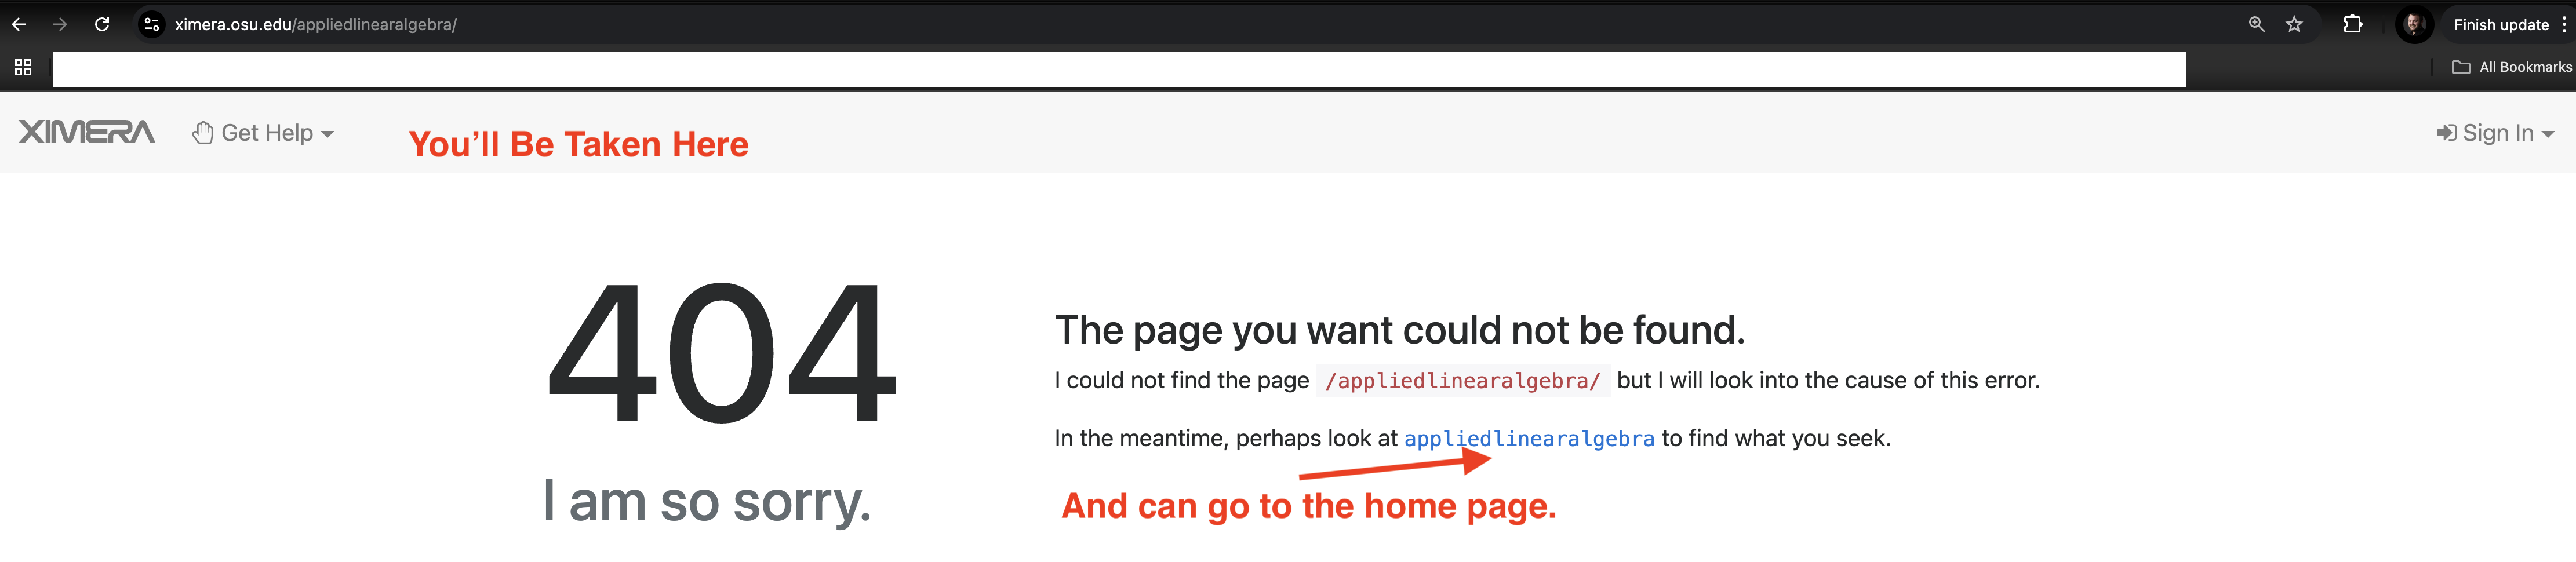 ximera.osu.edu/appliedlinearalgebra/
Finish update
All Bookmarks
XIMERA
Get Help
You'll Be Taken Here
Sign In
404
I am so sorry.
The page you want could not be found.
I could not find the page /appliedlinearalgebra/ but I will look into the cause of this error.
In the meantime, perhaps look at appliedlinearalgebra to find what you seek.
And can go to the home page.